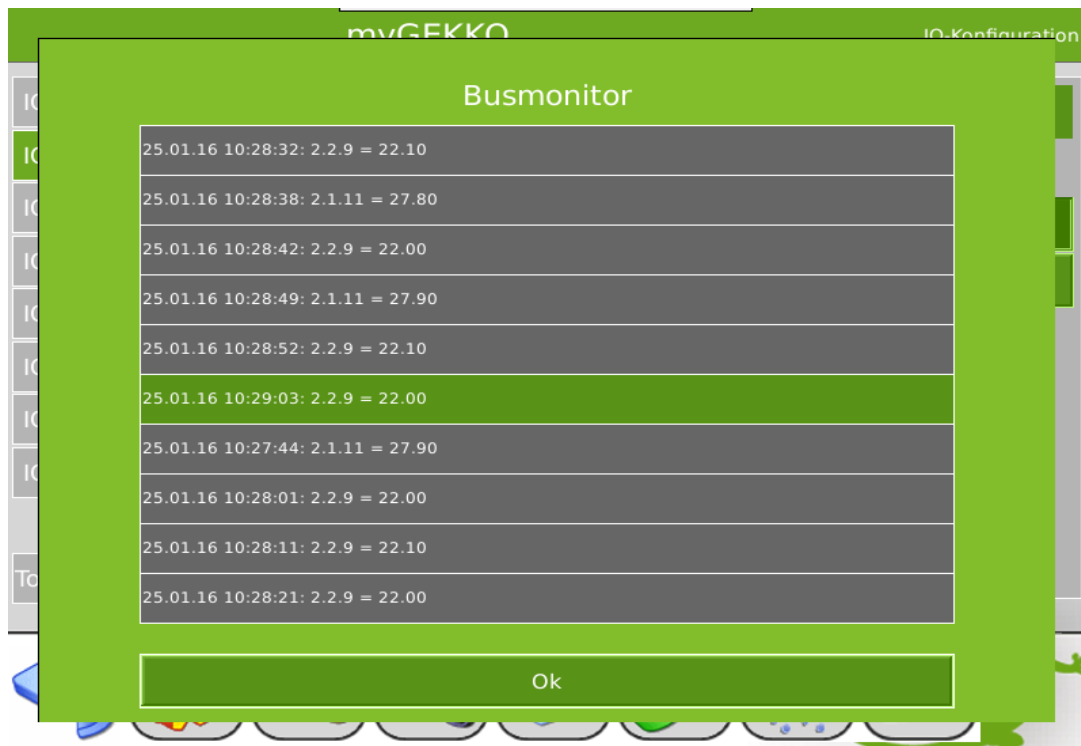 myGEKKO
IO-Konfiguration
Busmonitor
25.01.16 10:28:32: 2.2.9 = 22.10
25.01.16 10:28:38: 2.1.11 = 27.80
25.01.16 10:28:42: 2.2.9 = 22.00
25.01.16 10:28:49: 2.1.11 = 27.90
25.01.16 10:28:52: 2.2.9 = 22.10
25.01.16 10:29:03: 2.2.9 = 22.00
25.01.16 10:27:44: 2.1.11 = 27.90
25.01.16 10:28:01: 2.2.9 = 22.00
25.01.16 10:28:11: 2.2.9 = 22.10
25.01.16 10:28:21: 2.2.9 = 22.00
Ok